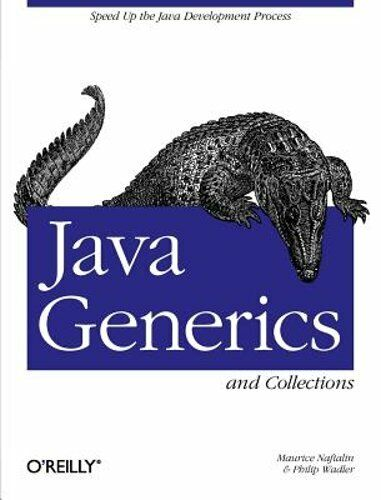 Speed Up the Java Development Process
Java
Generics
and Collections
Maurice Naftalin
& Philip Wadler
O'REILLY®